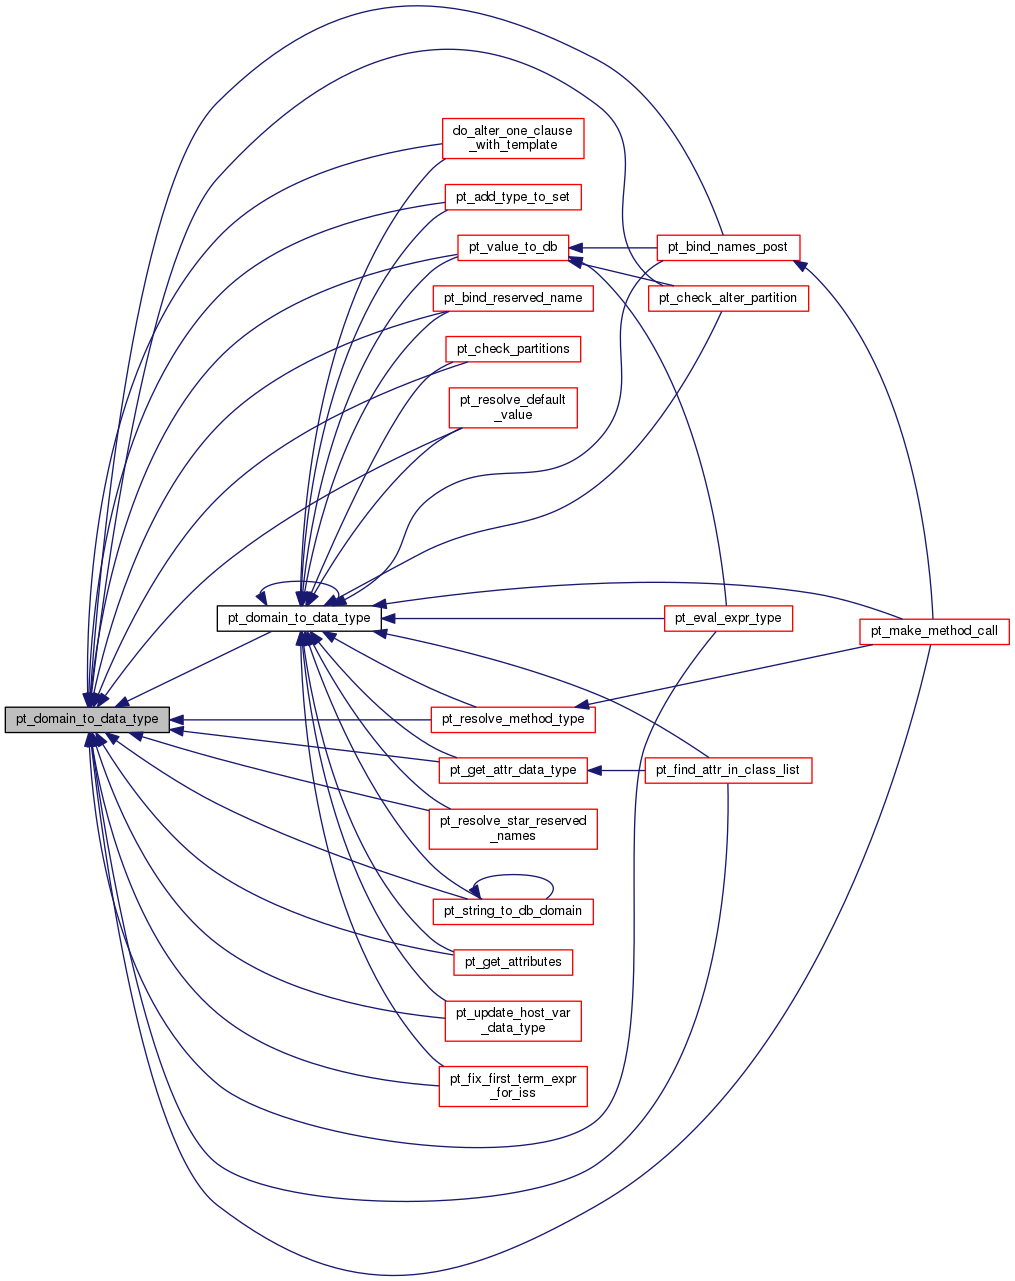 do_alter_one_clause
_with_template
pt_add_type_to_set
pt_value_to_db
pt_bind_names_post
pt_bind_reserved_name
pt_check_alter_partition
pt_check_partitions
pt_resolve_default
_value
pt_domain_to_data_type
pt_eval_expr_type
pt_make_method_call
pt_domain_to_data_type
pt_resolve_method_type
pt_get_attr_data_type
pt_find_attr_in_class_list
pt_resolve_star_reserved
_names
pt_string_to_db_domain
pt_get_attributes
pt_update_host_var
_data_type
pt_fix_first_term_expr
_for_iss